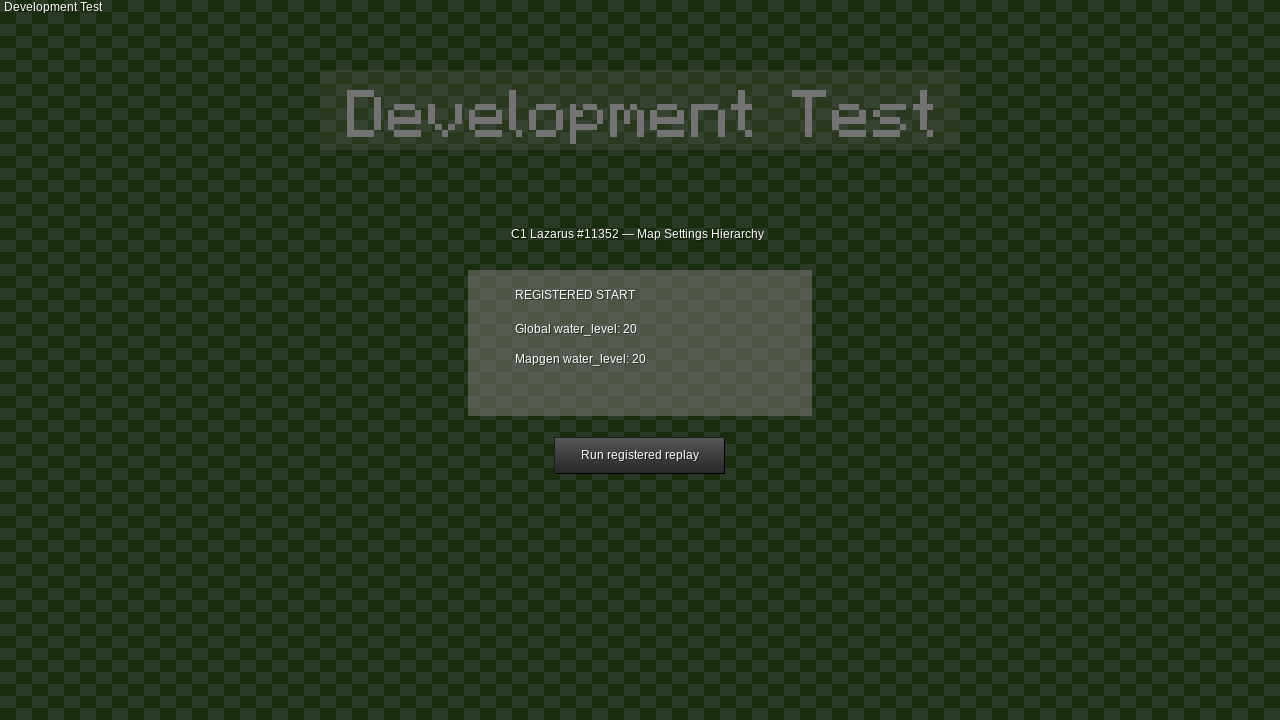 Development Test
Development Test
C1 Lazarus #11352 — Map Settings Hierarchy
REGISTERED START
Global water_level: 20
Mapgen water_level: 20
Run registered replay